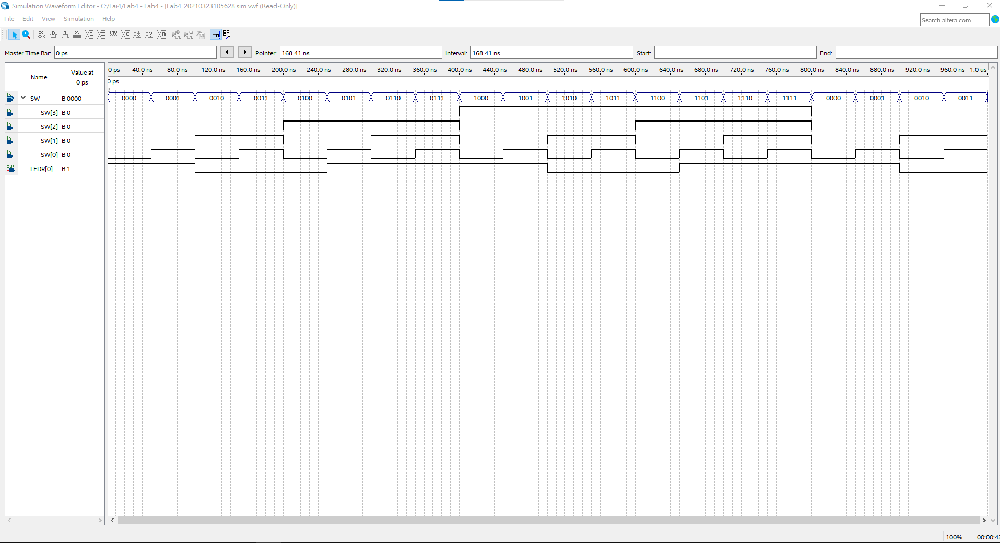 Simulation Waveform Editor - C:/Lai4/Lab4 - Lab4 - [Lab4_20210323105628.sim.vwf (Read-Only)]
File Edit View Simulation Help
Search altera.com
Master Time Bar: 0 ps Pointer: 168.41 ns Interval: 168.41 ns Start: End:
Name Value at 0 ps
0 ps 40.0 ns 80.0 ns 120.0 ns 160.0 ns 200.0 ns 240.0 ns 280.0 ns 320.0 ns 360.0 ns 400.0 ns 440.0 ns 480.0 ns 520.0 ns 560.0 ns 600.0 ns 640.0 ns 680.0 ns 720.0 ns 760.0 ns 800.0 ns 840.0 ns 880.0 ns 920.0 ns 960.0 ns 1.0 us
0 ps
in SW B 0000 0000 0001 0010 0011 0100 0101 0110 0111 1000 1001 1010 1011 1100 1101 1110 1111 0000 0001 0010 0011
in SW[3] B 0
in SW[2] B 0
in SW[1] B 0
in SW[0] B 0
out LEDR[0] B 1
100% 00:00:42